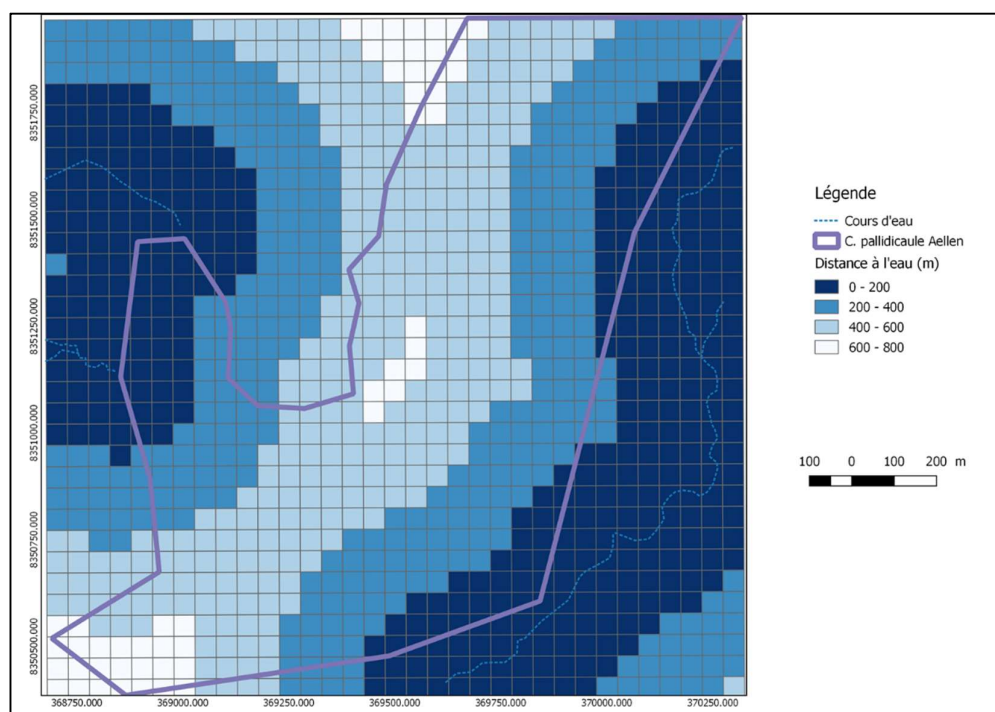 8351750.000
8351500.000
8351250.000
8351000.000
8350750.000
8350500.000
368750.000 369000.000 369250.000 369500.000 369750.000 370000.000 370250.000
Légende
Cours d'eau
C. pallidicaule Aellen
Distance à l'eau (m)
0 - 200
200 - 400
400 - 600
600 - 800
100 0 100 200 m